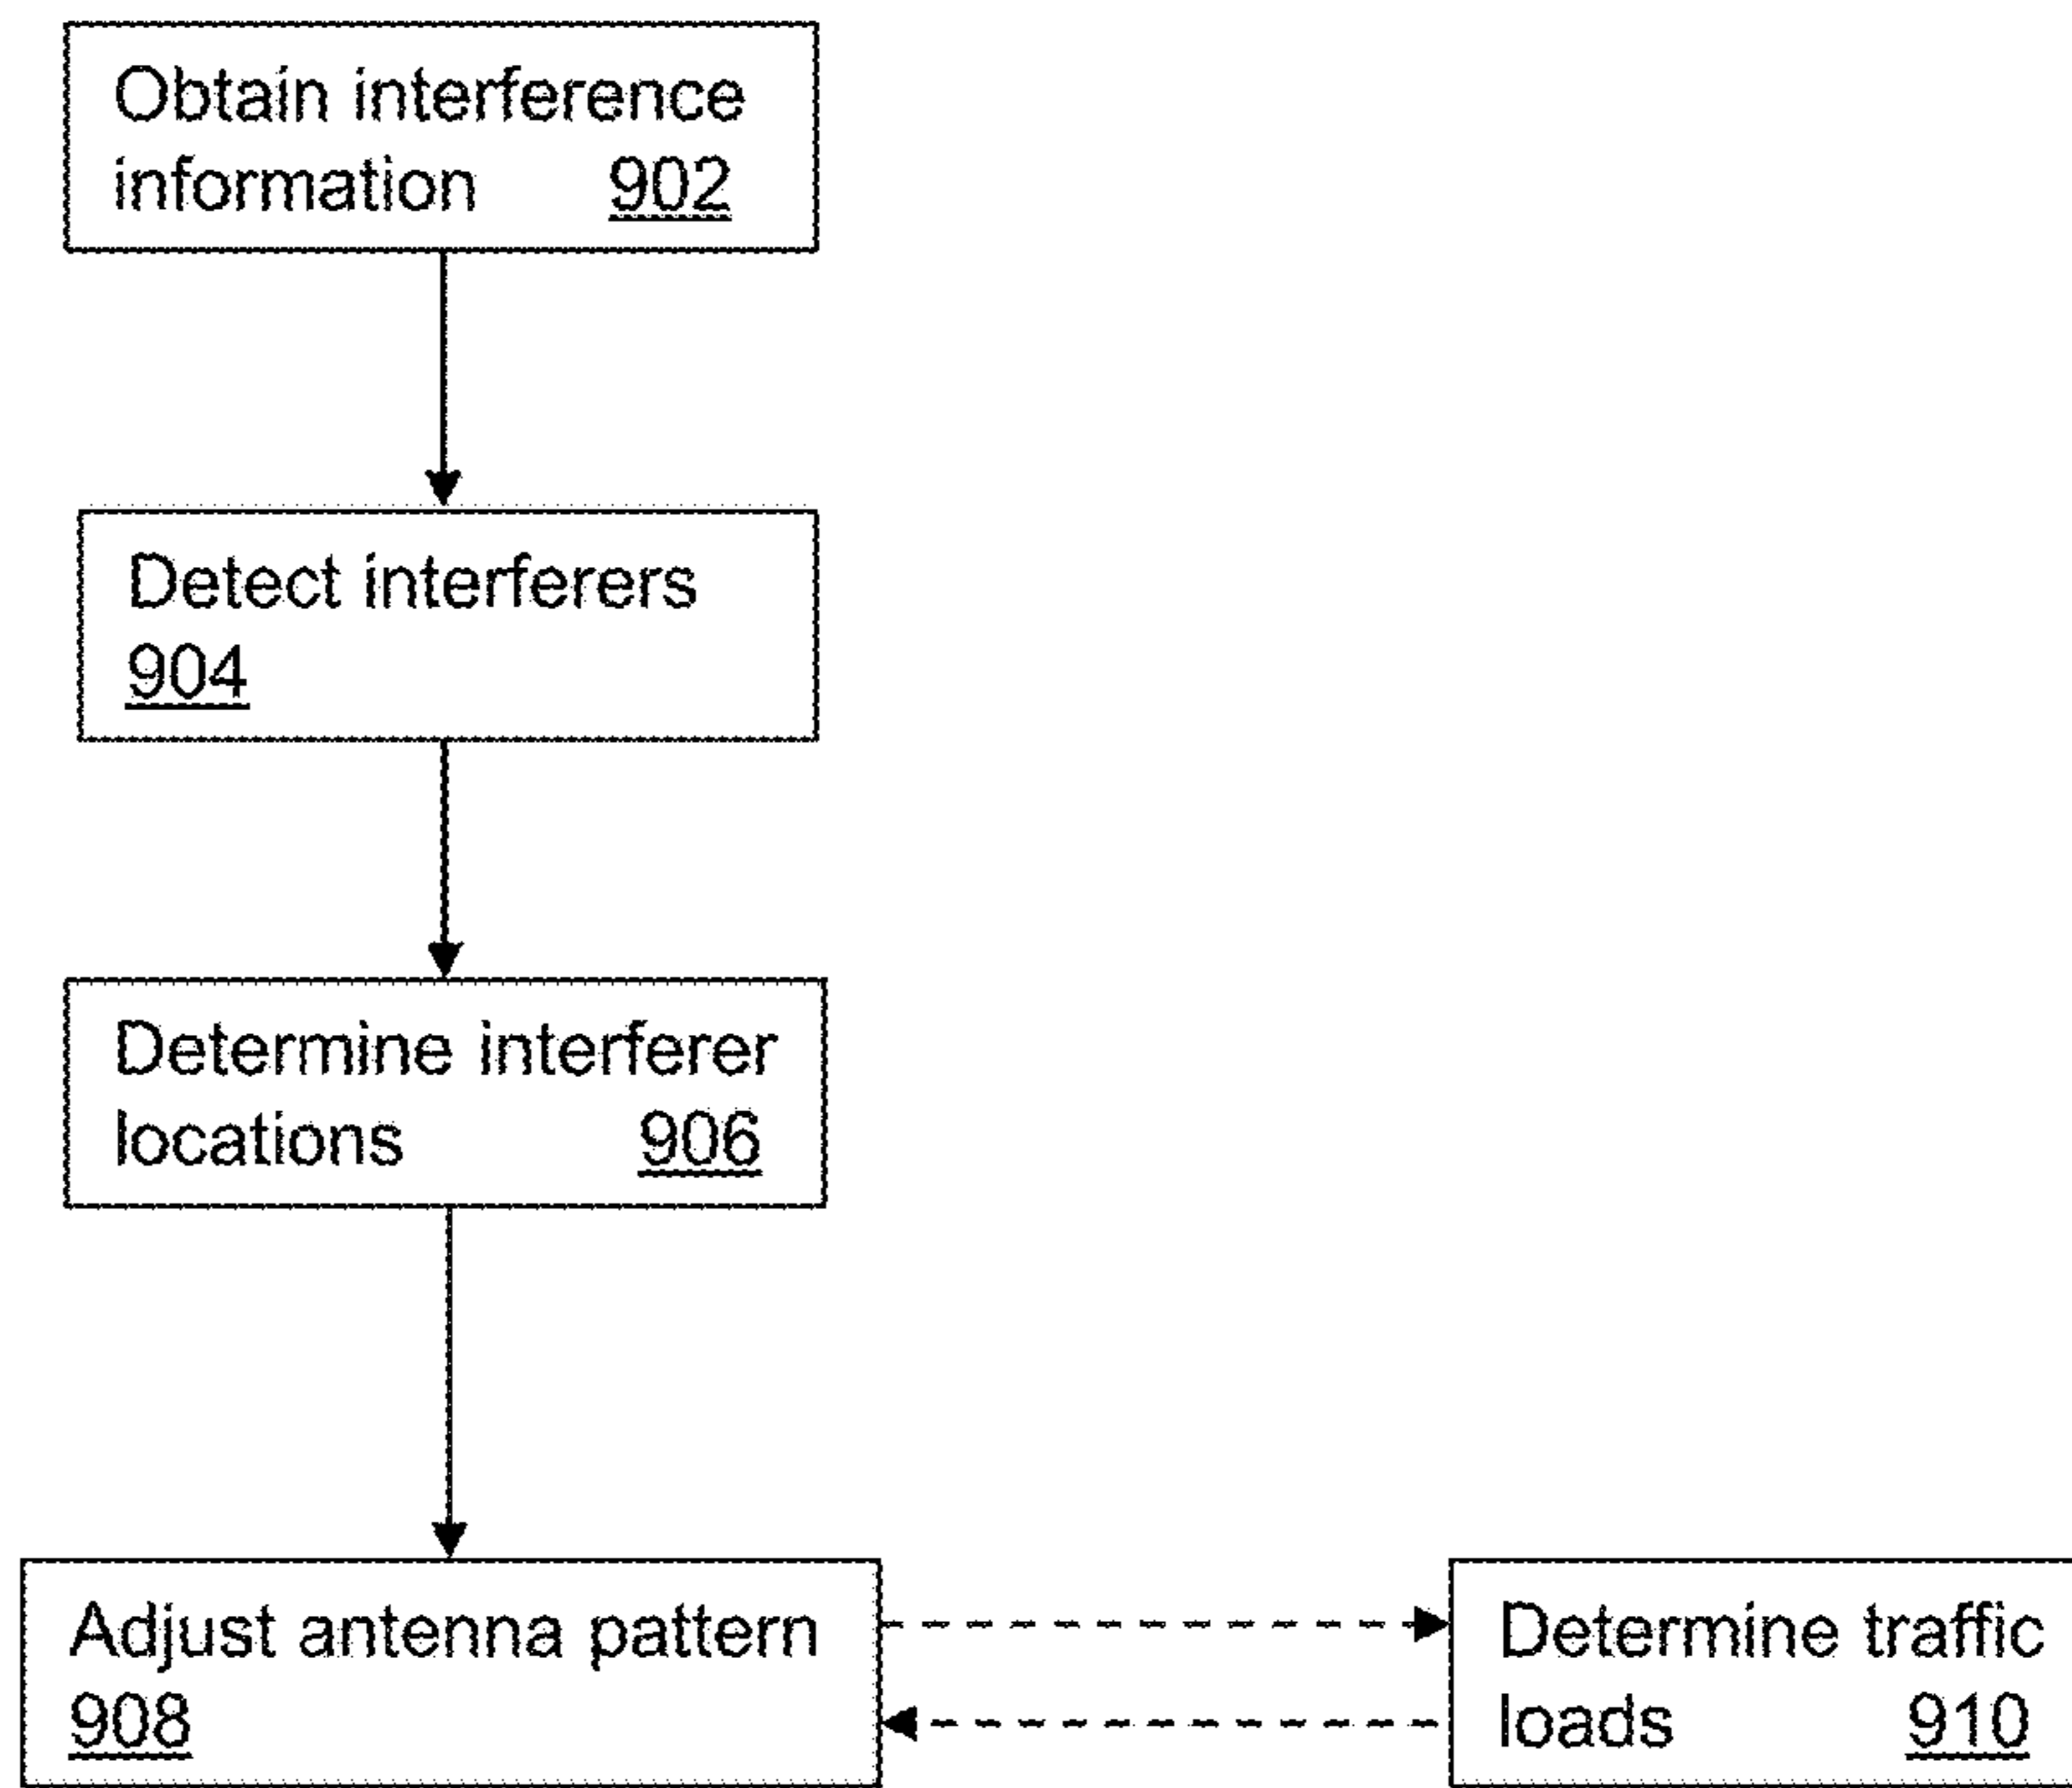 Obtain interference
information 902
Detect interferers
904
Determine interferer
locations 906
Adjust antenna pattern
908
Determine traffic
loads 910